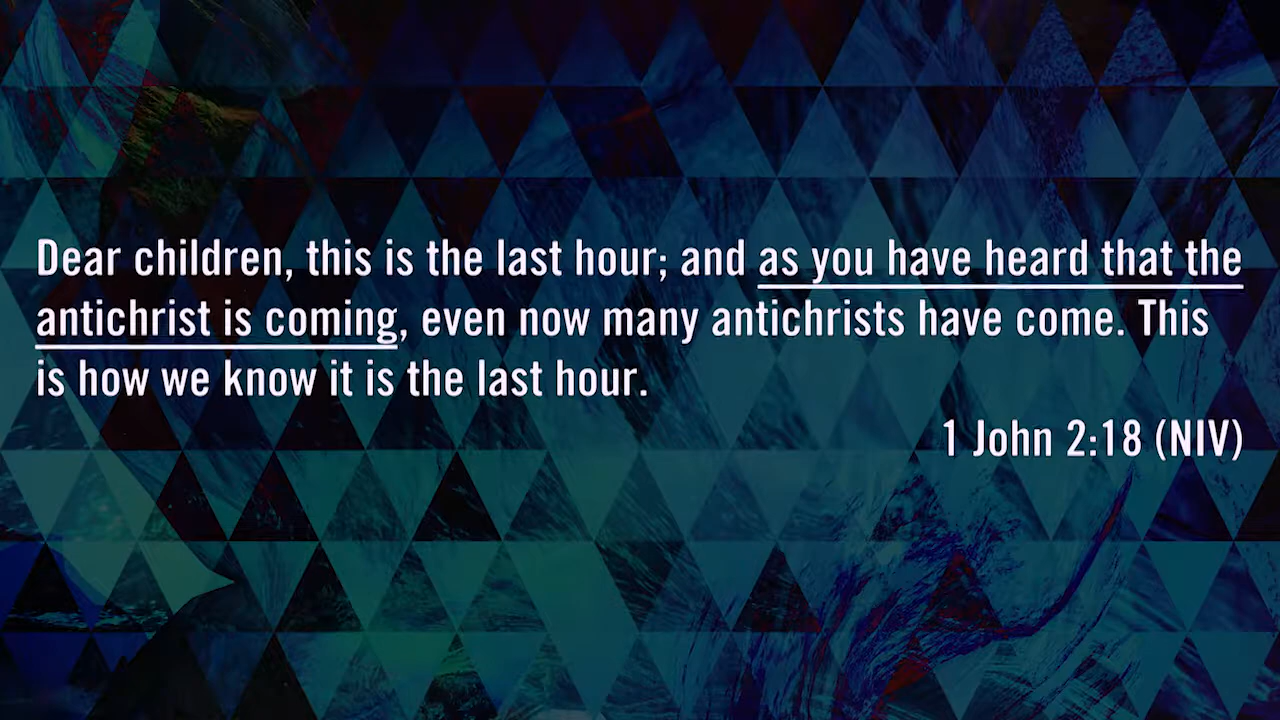 Dear children, this is the last hour; and as you have heard that the
antichrist is coming, even now many antichrists have come. This
is how we know it is the last hour.
1 John 2:18 (NIV)